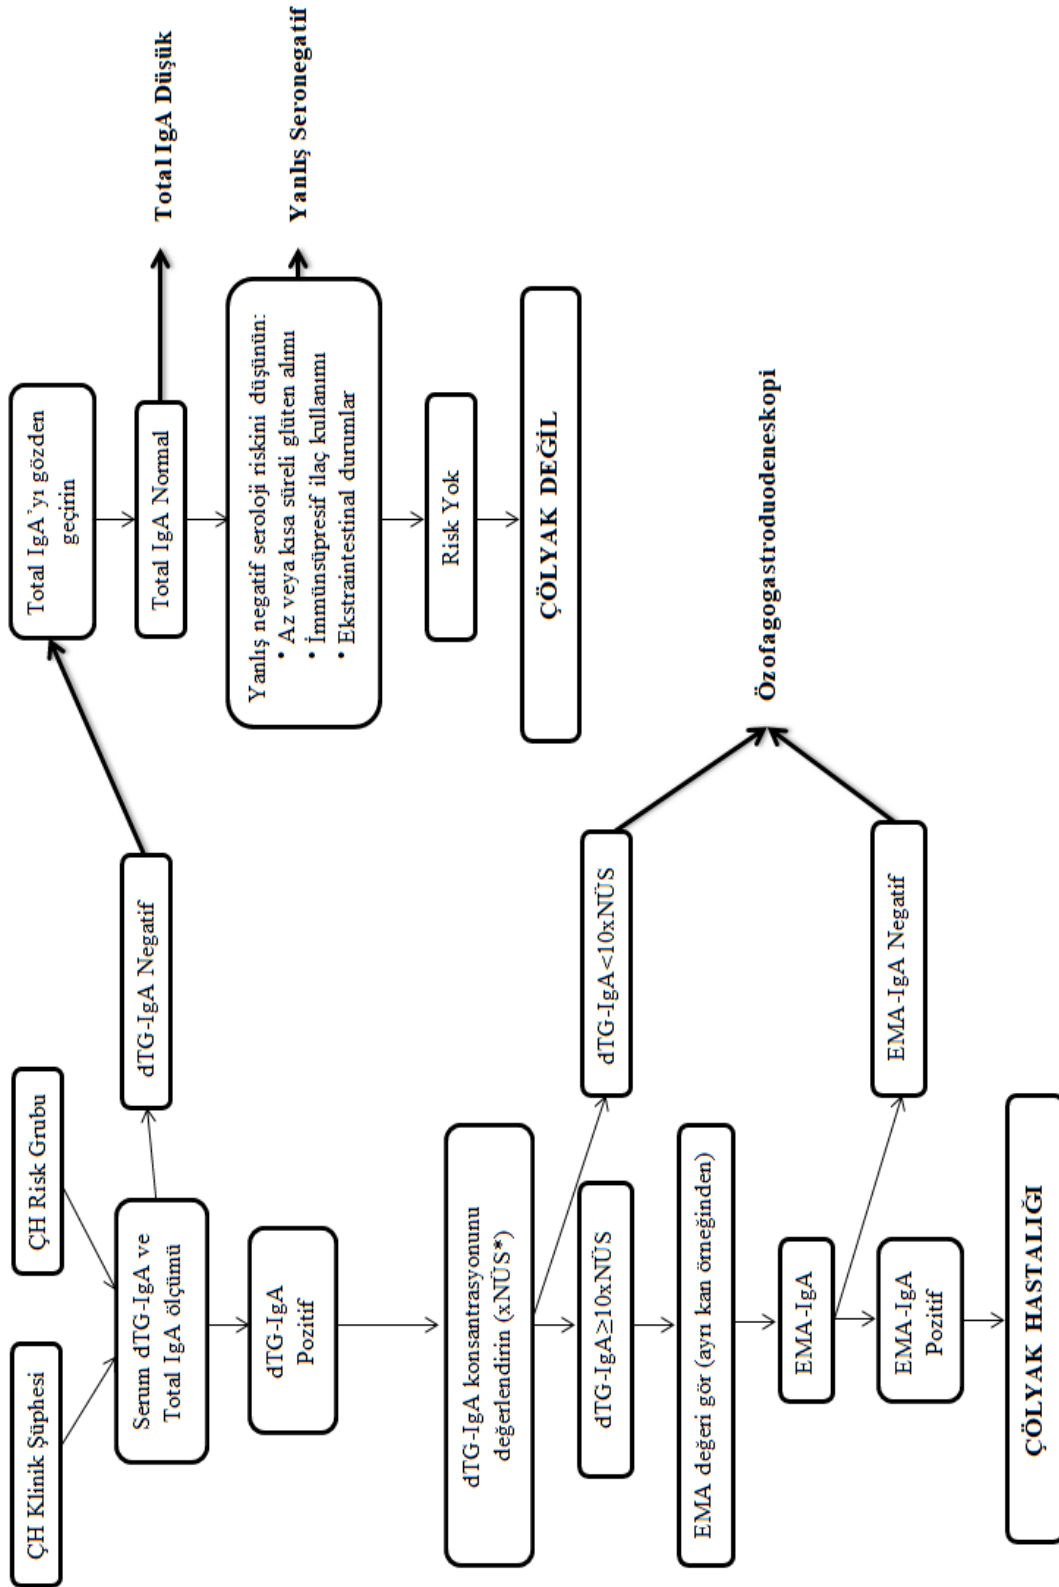 ÇH Klinik Şüphesi
ÇH Risk Grubu
Serum dTG-IgA ve
Total IgA ölçümü
dTG-IgA
Pozitif
dTG-IgA Negatif
Total IgA'yı gözden
geçirin
Total IgA Normal
Total IgA Düşük
Yanlış negatif seroloji riskini düşünün:
• Az veya kısa süreli glüten alımı
• İmmünsüpresif ilaç kullanımı
• Ekstraintestinal durumlar
Yanlış Seronegatif
Risk Yok
ÇÖLYAK DEĞİL
dTG-IgA konsantrasyonunu
değerlendirin (xNÜS*)
dTG-IgA≥10xNÜS
dTG-IgA<10xNÜS
EMA değeri gör (ayrı kan örneğinden)
EMA-IgA
EMA-IgA
Pozitif
EMA-IgA Negatif
Özofagogastroduodeneskopi
ÇÖLYAK HASTALIĞI